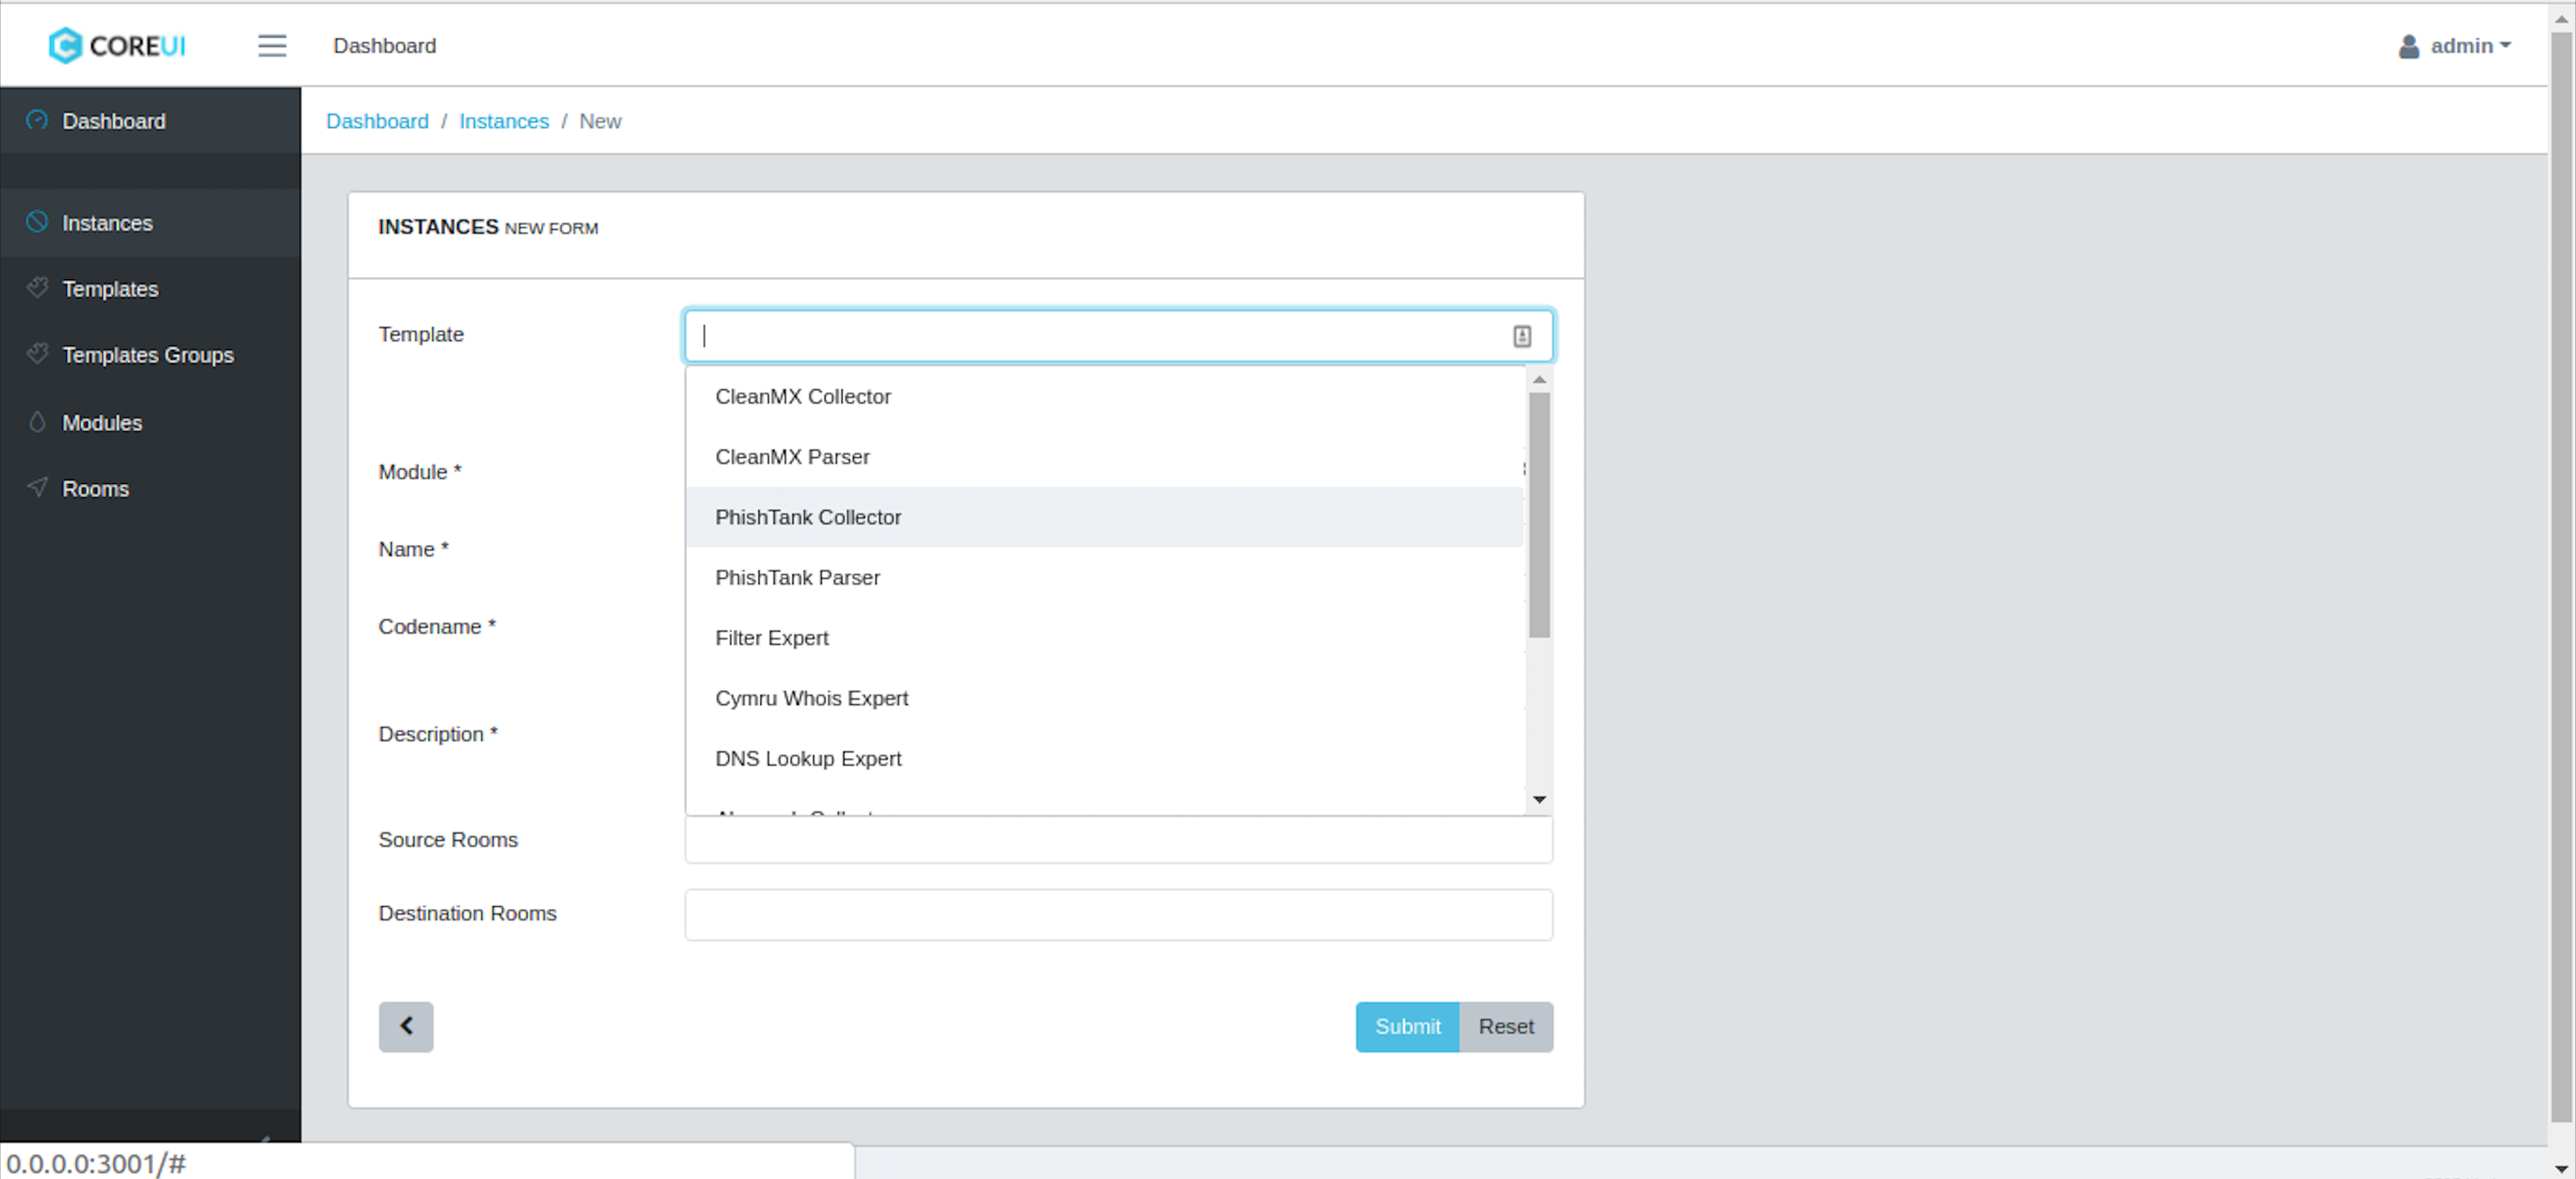 COREUI
Dashboard
admin
Dashboard
Instances
Templates
Templates Groups
Modules
Rooms
Dashboard / Instances / New
INSTANCES NEW FORM
Template
CleanMX Collector
CleanMX Parser
PhishTank Collector
PhishTank Parser
Filter Expert
Cymru Whois Expert
DNS Lookup Expert
Module *
Name *
Codename *
Description *
Source Rooms
Destination Rooms
Submit
Reset
0.0.0.0:3001/#